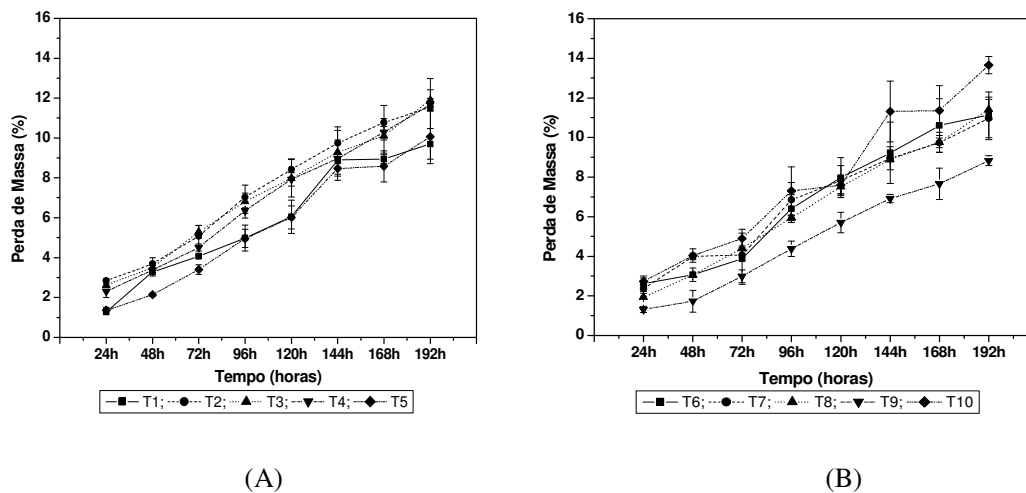 16
14
12
10
8
6
4
2
0
Perda de Massa (%)
24h 48h 72h 96h 120h 144h 168h 192h
Tempo (horas)
T1; T2; T3; T4; T5
(A)
16
14
12
10
8
6
4
2
0
Perda de Massa (%)
24h 48h 72h 96h 120h 144h 168h 192h
Tempo (horas)
T6; T7; T8; T9; T10
(B)